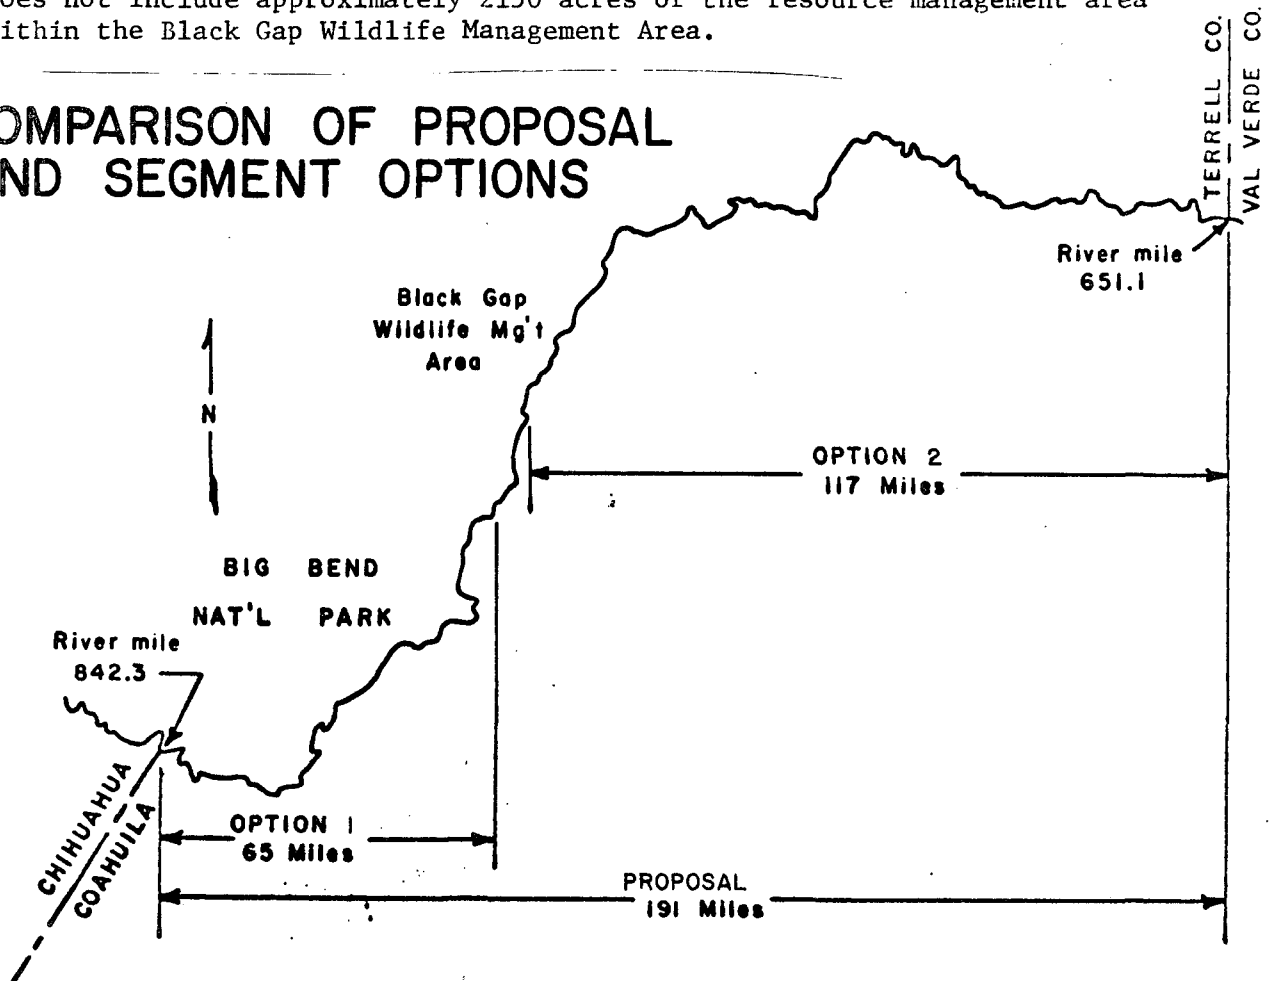 oes not include approximately 2150 acres of the resource management area
ithin the Black Gap Wildlife Management Area.
OMPARISON OF PROPOSAL
ND SEGMENT OPTIONS
TERRELL CO.
VAL VERDE CO.
River mile
651.1
Black Gap
Wildlife Mg't
Area
N
OPTION 2
117 Miles
BIG BEND
NAT'L PARK
River mile
842.3
CHIHUAHUA
COAHUILA
OPTION 1
65 Miles
PROPOSAL
191 Miles